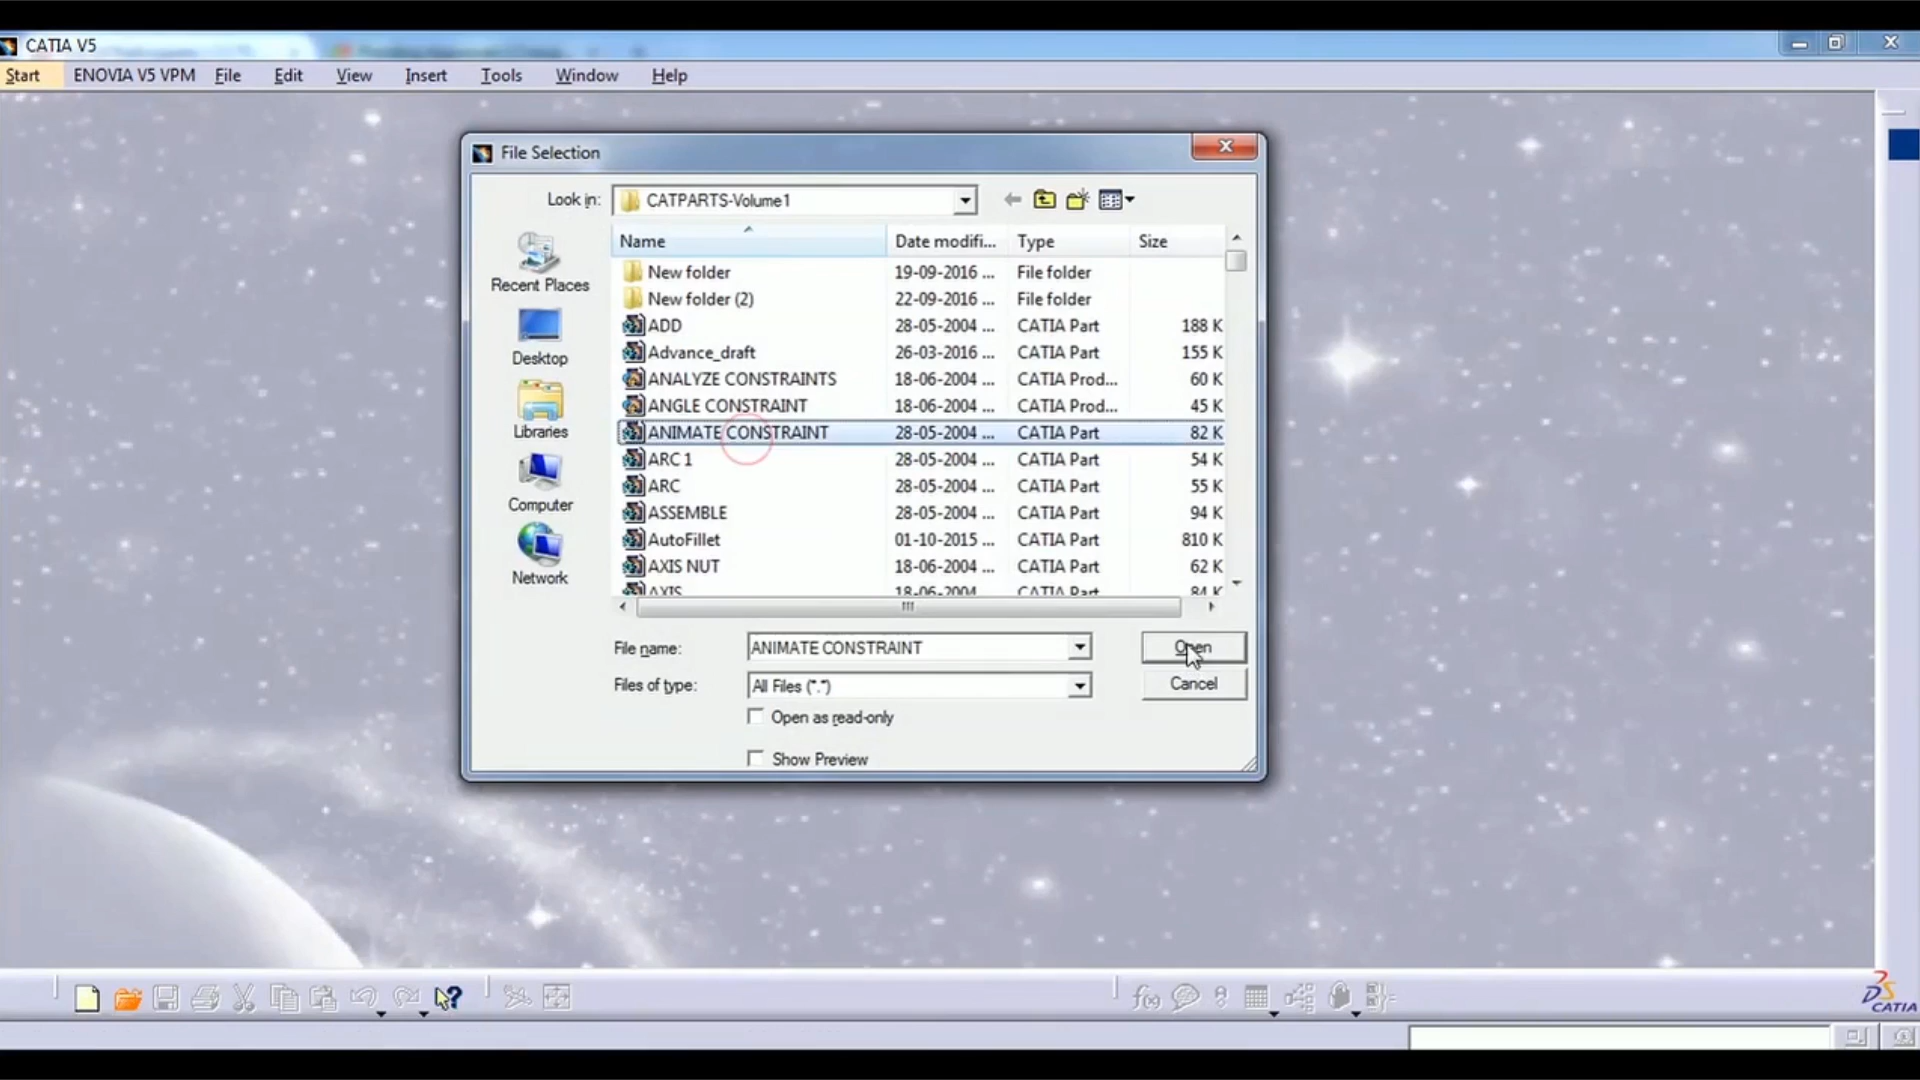 CATIA V5
Start ENOVIA V5 VPM File Edit View Insert Tools Window Help
File Selection
Look in: CATPARTS-Volume1
Name Date modifi... Type Size
New folder 19-09-2016 ... File folder
New folder (2) 22-09-2016 ... File folder
ADD 28-05-2004 ... CATIA Part 188 K
Advance_draft 26-03-2016 ... CATIA Part 155 K
ANALYZE CONSTRAINTS 18-06-2004 ... CATIA Prod... 60 K
ANGLE CONSTRAINT 18-06-2004 ... CATIA Prod... 45 K
ANIMATE CONSTRAINT 28-05-2004 ... CATIA Part 82 K
ARC 1 28-05-2004 ... CATIA Part 54 K
ARC 28-05-2004 ... CATIA Part 55 K
ASSEMBLE 28-05-2004 ... CATIA Part 94 K
AutoFillet 01-10-2015 ... CATIA Part 810 K
AXIS NUT 18-06-2004 ... CATIA Part 62 K
AXIS 18-06-2004 CATIA Part 84 K
Recent Places
Desktop
Libraries
Computer
Network
File name: ANIMATE CONSTRAINT Open
Files of type: All Files (*.*) Cancel
Open as read-only
Show Preview
f(x)
CATIA